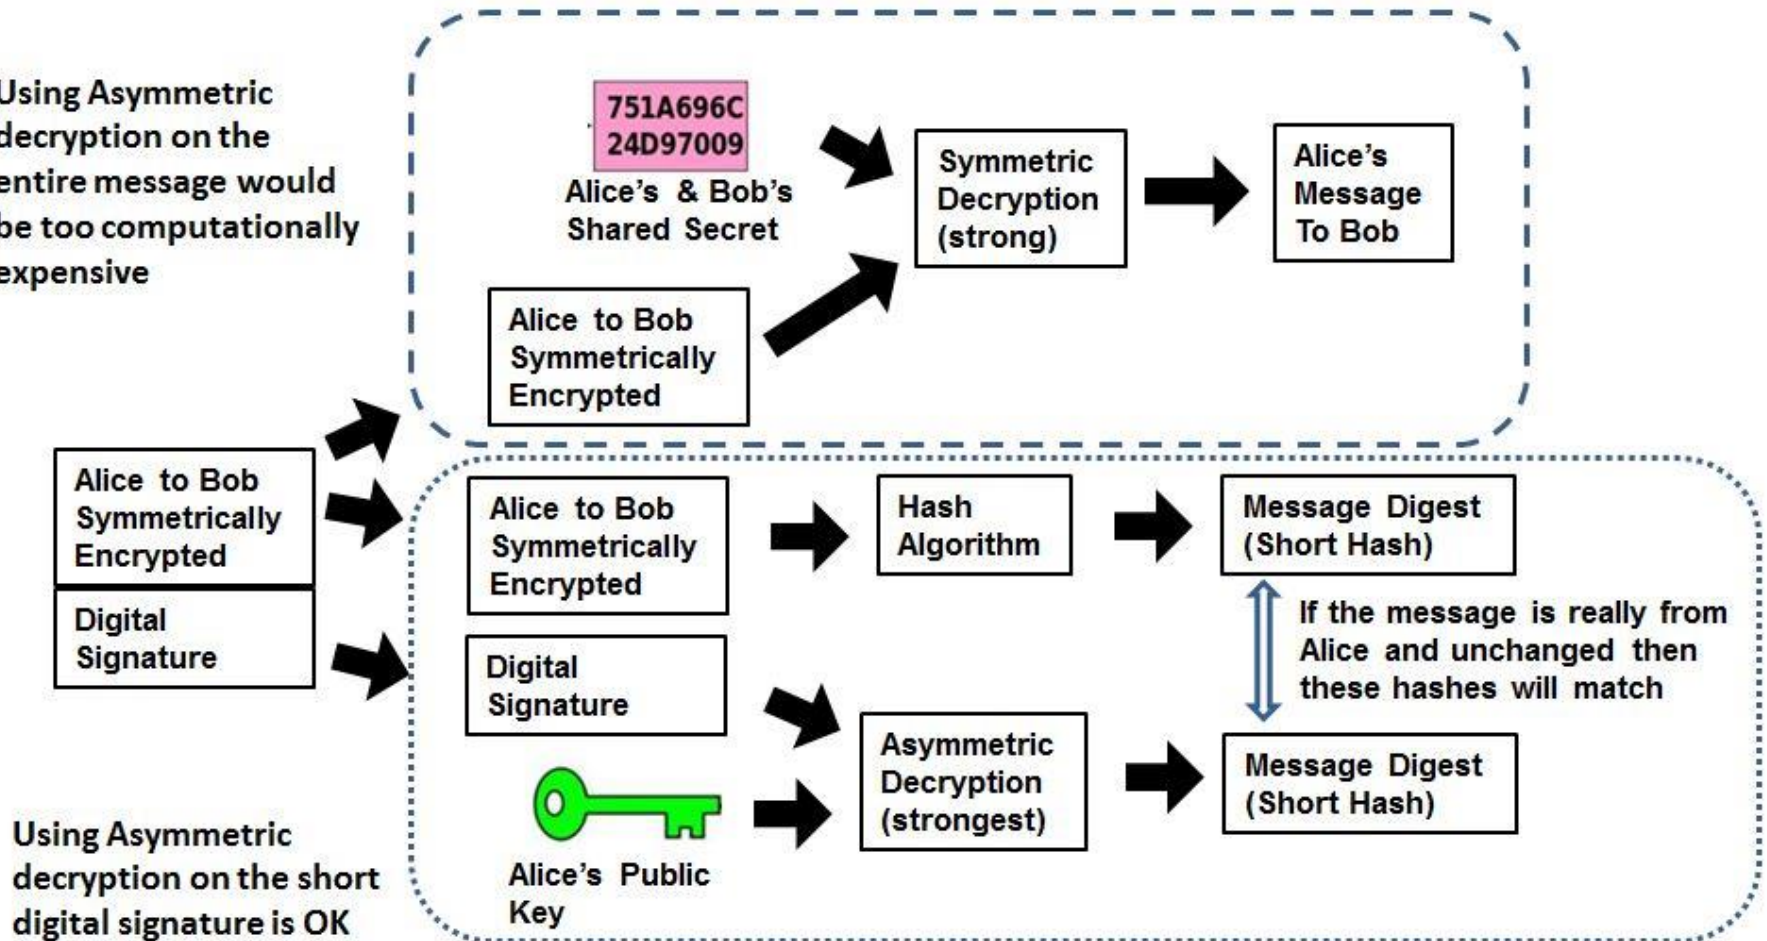 Using Asymmetric
decryption on the
entire message would
be too computationally
expensive
751A696C
24D97009
Alice's & Bob's
Shared Secret
Symmetric
Decryption
(strong)
Alice's
Message
To Bob
Alice to Bob
Symmetrically
Encrypted
Alice to Bob
Symmetrically
Encrypted
Digital
Signature
Alice to Bob
Symmetrically
Encrypted
Hash
Algorithm
Message Digest
(Short Hash)
If the message is really from
Alice and unchanged then
these hashes will match
Digital
Signature
Asymmetric
Decryption
(strongest)
Message Digest
(Short Hash)
Alice's Public
Key
Using Asymmetric
decryption on the short
digital signature is OK